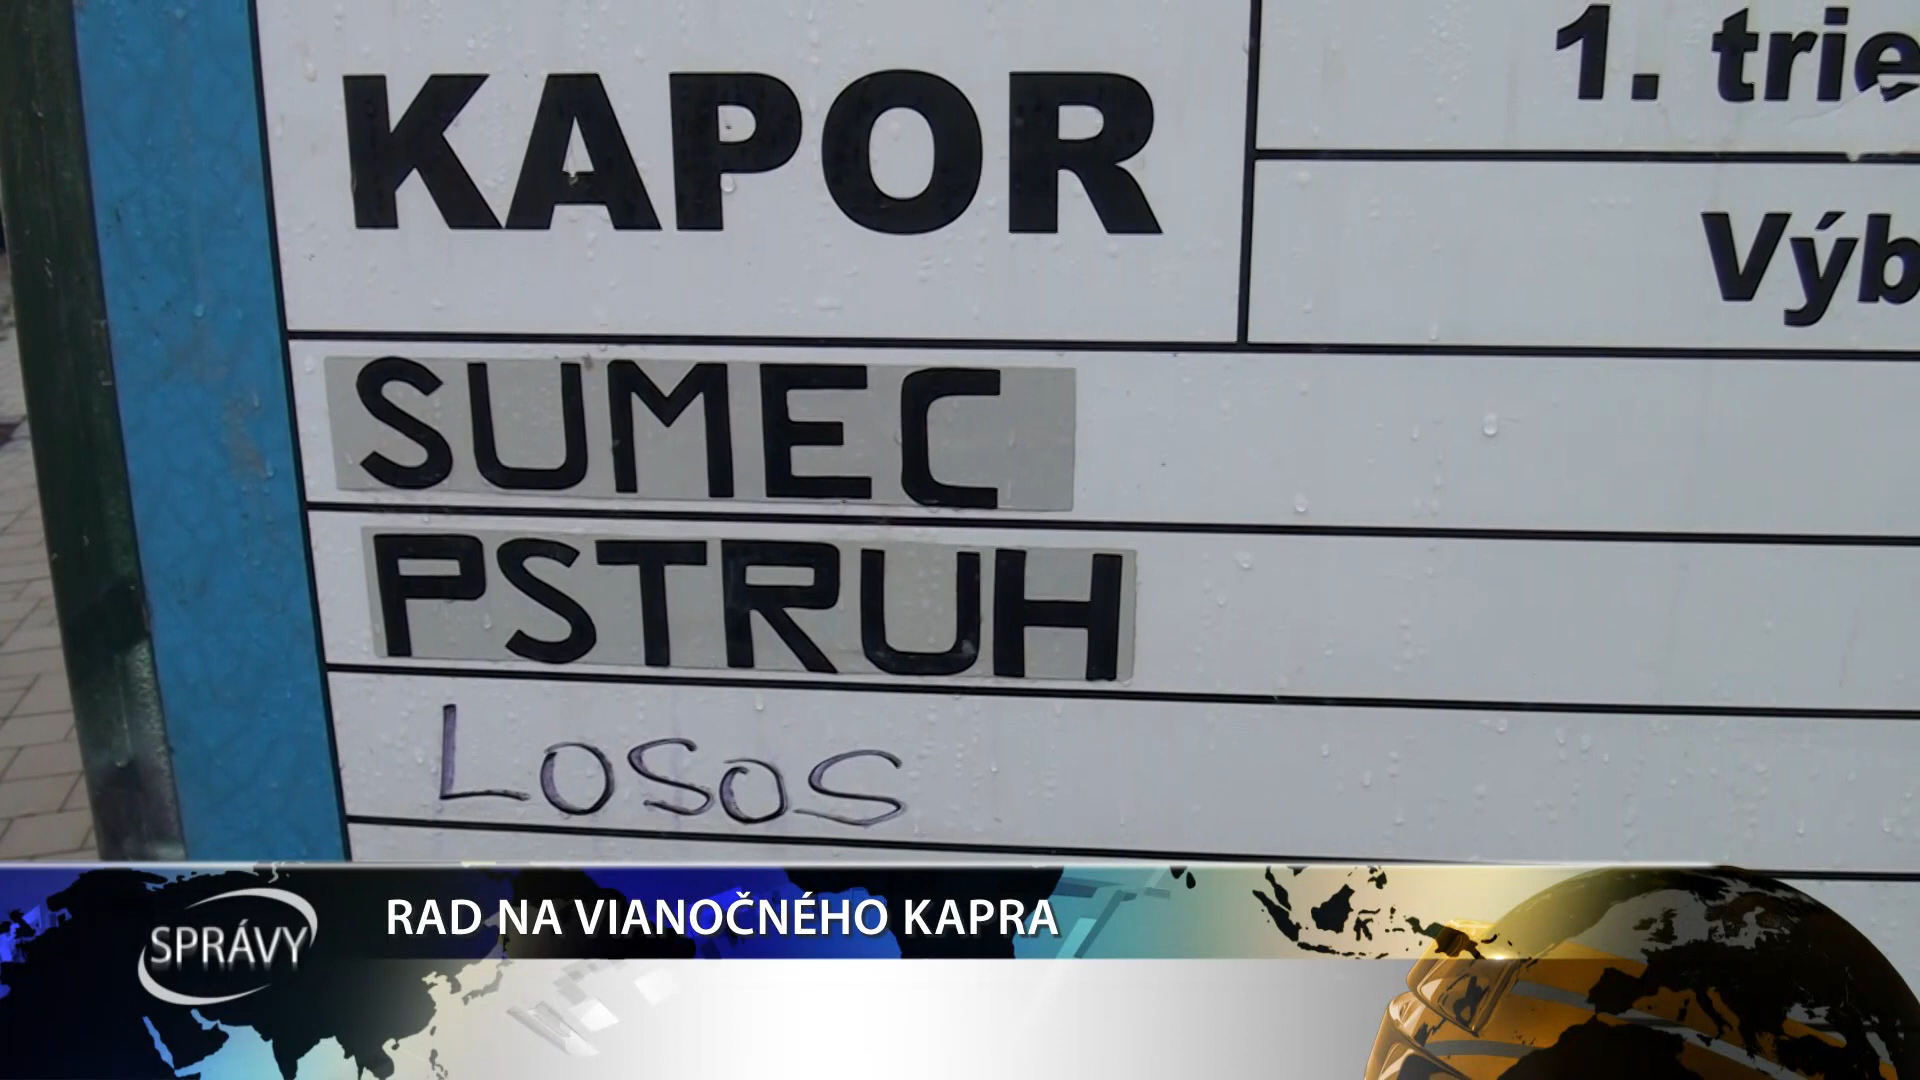 KAPOR
1. trie
Výb
SUMEC
PSTRUH
LOSOS
SPRÁVY
RAD NA VIANOČNÉHO KAPRA